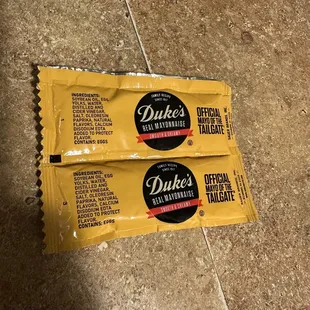 INGREDIENTS:
SOYBEAN OIL, EGG
YOLKS, WATER,
DISTILLED AND
CIDER VINEGAR,
SALT, OLEORESIN
PAPRIKA, NATURAL
FLAVORS, CALCIUM
DISODIUM EDTA
ADDED TO PROTECT
FLAVOR.
CONTAINS: EGGS
Duke's
REAL MAYONNAISE
SMOOTH & CREAMY
OFFICIAL
MAYO OF THE
TAILGATE
INGREDIENTS:
SOYBEAN OIL, EGG
YOLKS, WATER,
DISTILLED AND
CIDER VINEGAR,
SALT, OLEORESIN
PAPRIKA, NATURAL
FLAVORS, CALCIUM
DISODIUM EDTA
ADDED TO PROTECT
FLAVOR.
CONTAINS: EGGS
Duke's
REAL MAYONNAISE
SMOOTH & CREAMY
OFFICIAL
MAYO OF THE
TAILGATE